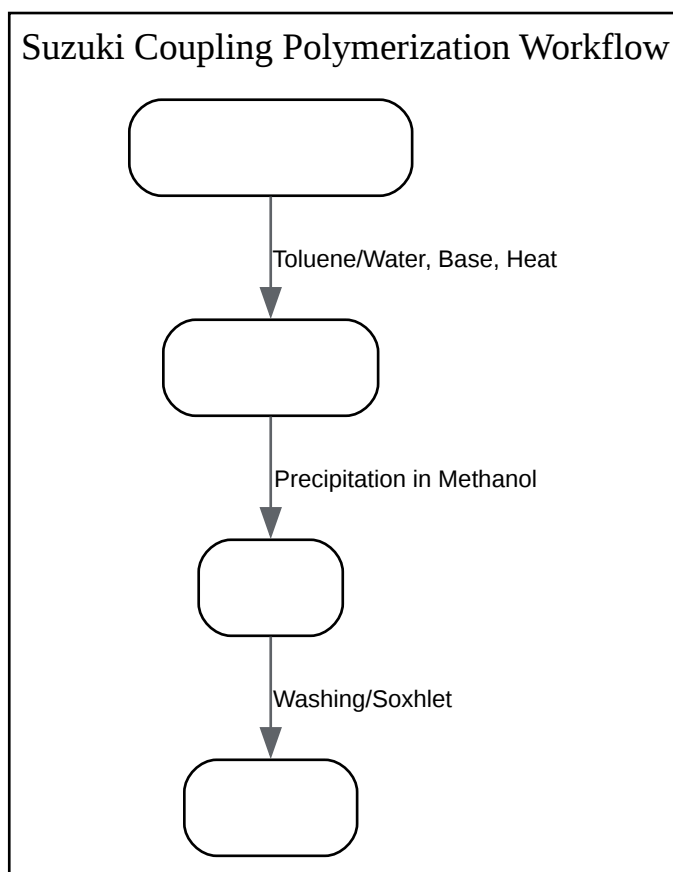 Suzuki Coupling Polymerization Workflow
Toluene/Water, Base, Heat
Precipitation in Methanol
Washing/Soxhlet